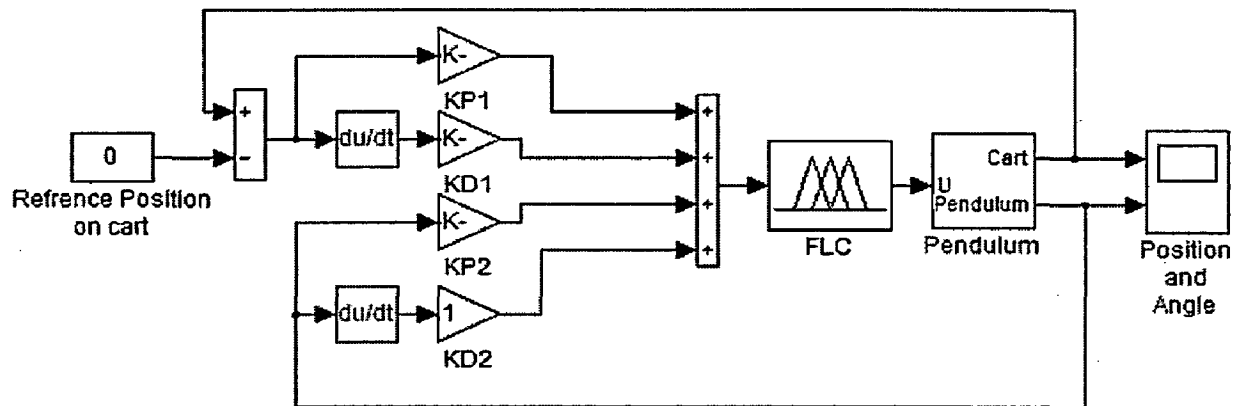 K-
KP1
+
0
−
du/dt
K-
KD1
+
+
+
+
Refrence Position
on cart
K-
KP2
FLC
Cart
U
Pendulum
Pendulum
Position
and
Angle
du/dt
1
KD2